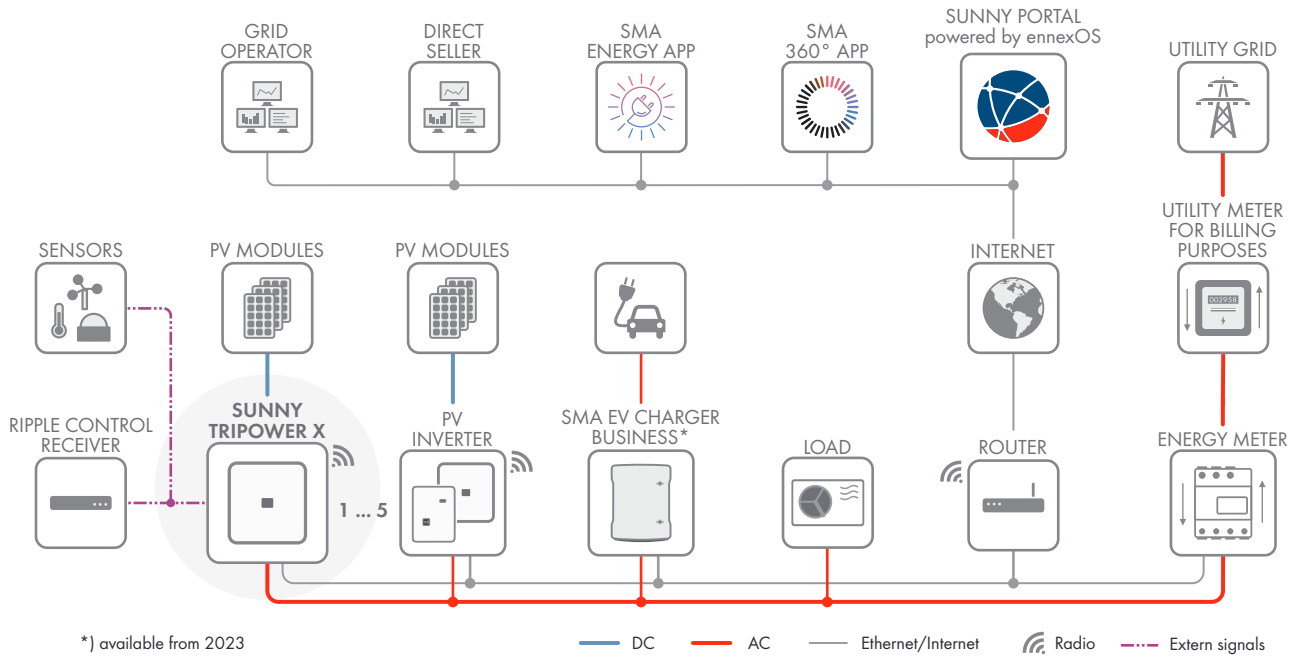 GRID
OPERATOR
DIRECT
SELLER
SMA
ENERGY APP
SMA
360° APP
SUNNY PORTAL
powered by ennexOS
UTILITY GRID
SENSORS
PV MODULES
PV MODULES
INTERNET
UTILITY METER
FOR BILLING
PURPOSES
002958
RIPPLE CONTROL
RECEIVER
SUNNY
TRIPOWER X
1 ... 5
PV
INVERTER
SMA EV CHARGER
BUSINESS*
LOAD
ROUTER
ENERGY METER
*) available from 2023
DC
AC
Ethernet/Internet
Radio
Extern signals